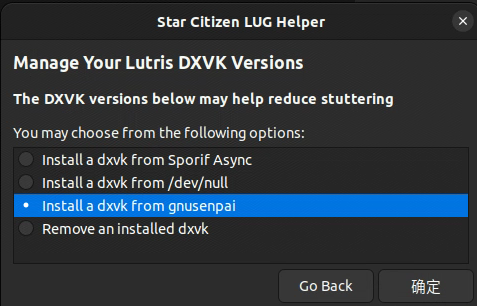 Star Citizen LUG Helper
Manage Your Lutris DXVK Versions
The DXVK versions below may help reduce stuttering
You may choose from the following options:
Install a dxvk from Sporif Async
Install a dxvk from /dev/null
Install a dxvk from gnusenpai
Remove an installed dxvk
Go Back
确定